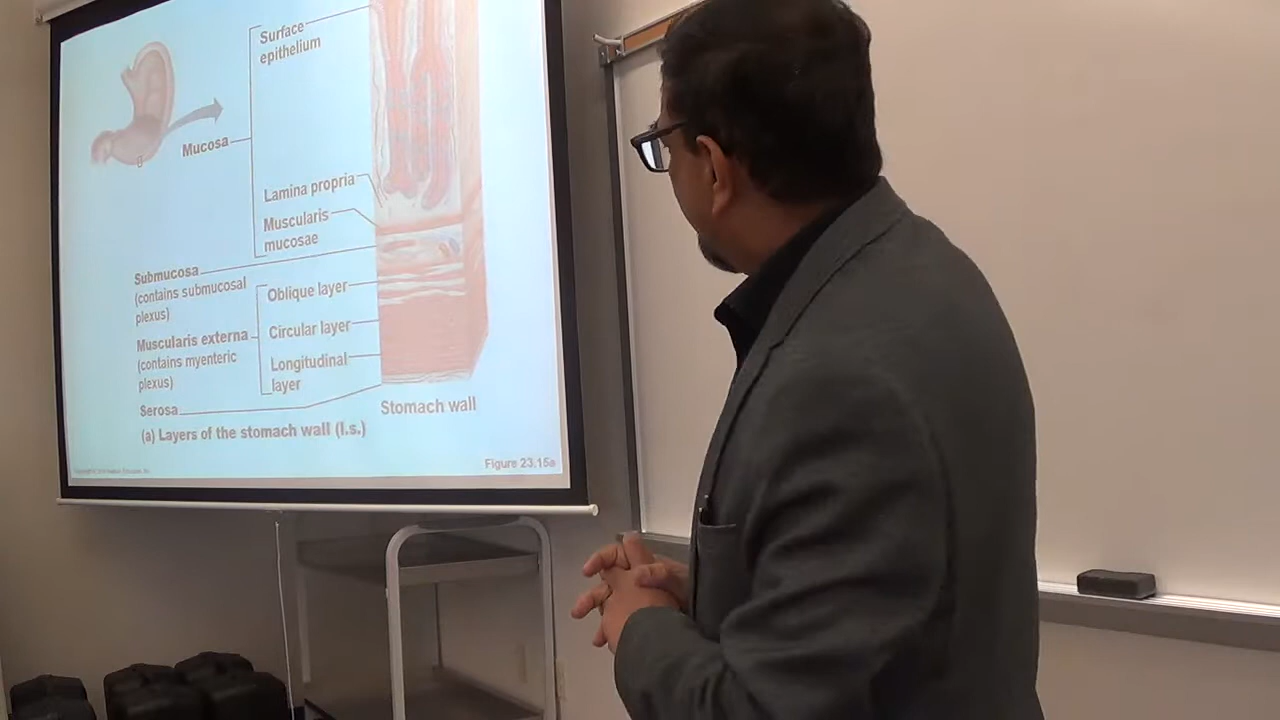 Surface
epithelium
Mucosa
Lamina propria
Muscularis
mucosae
Submucosa
(contains submucosal
plexus)
Oblique layer
Muscularis externa
(contains myenteric
plexus)
Circular layer
Longitudinal
layer
Serosa
Stomach wall
(a) Layers of the stomach wall (l.s.)
Figure 23.15a